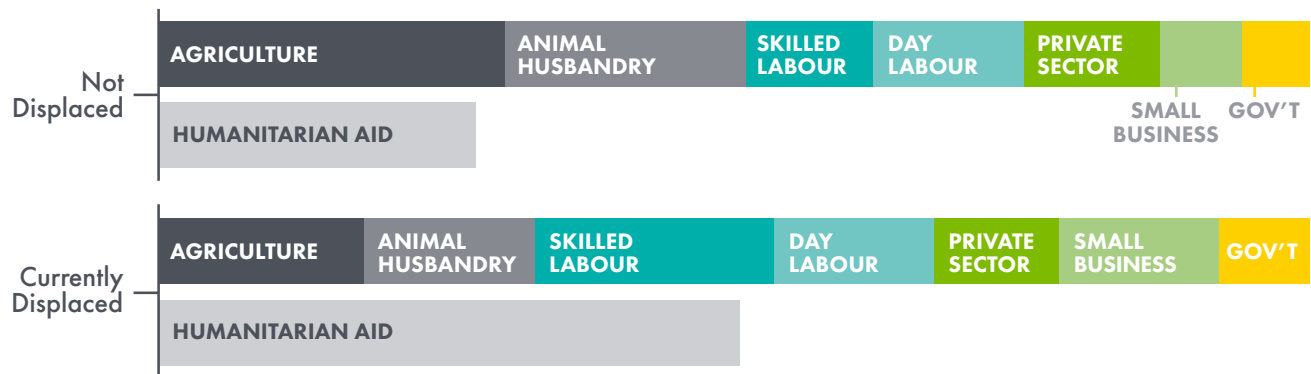 AGRICULTURE
ANIMAL
HUSBANDRY
SKILLED
LABOUR
DAY
LABOUR
PRIVATE
SECTOR
SMALL
BUSINESS
GOV'T
Not
Displaced
HUMANITARIAN AID
AGRICULTURE
ANIMAL
HUSBANDRY
SKILLED
LABOUR
DAY
LABOUR
PRIVATE
SECTOR
SMALL
BUSINESS
GOV'T
Currently
Displaced
HUMANITARIAN AID